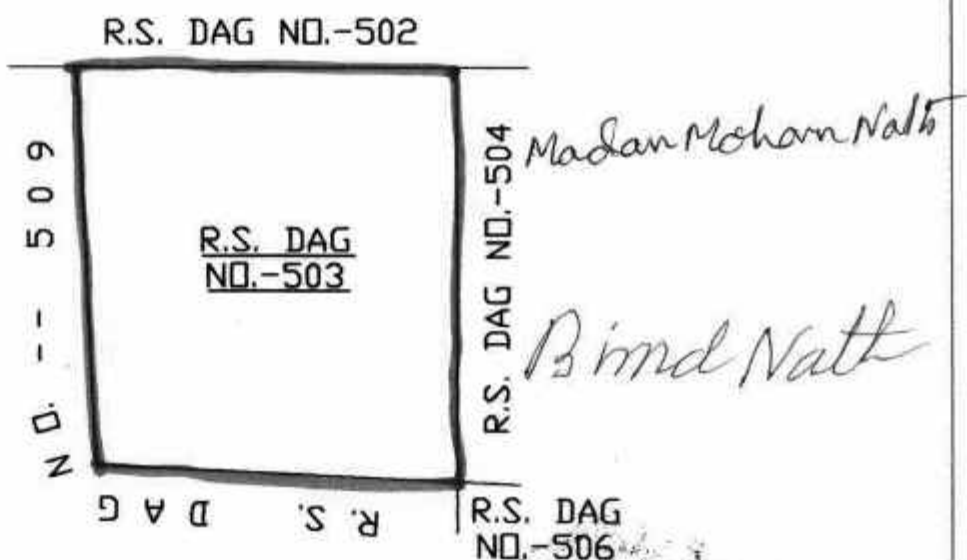 R.S. DAG NO.-502
R.S. DAG NO.-- 509
R.S. DAG
NO.-503
R.S. DAG NO.-504
Madan Mohan Nath
Bimal Nath
R.S. DAG
NO.-506